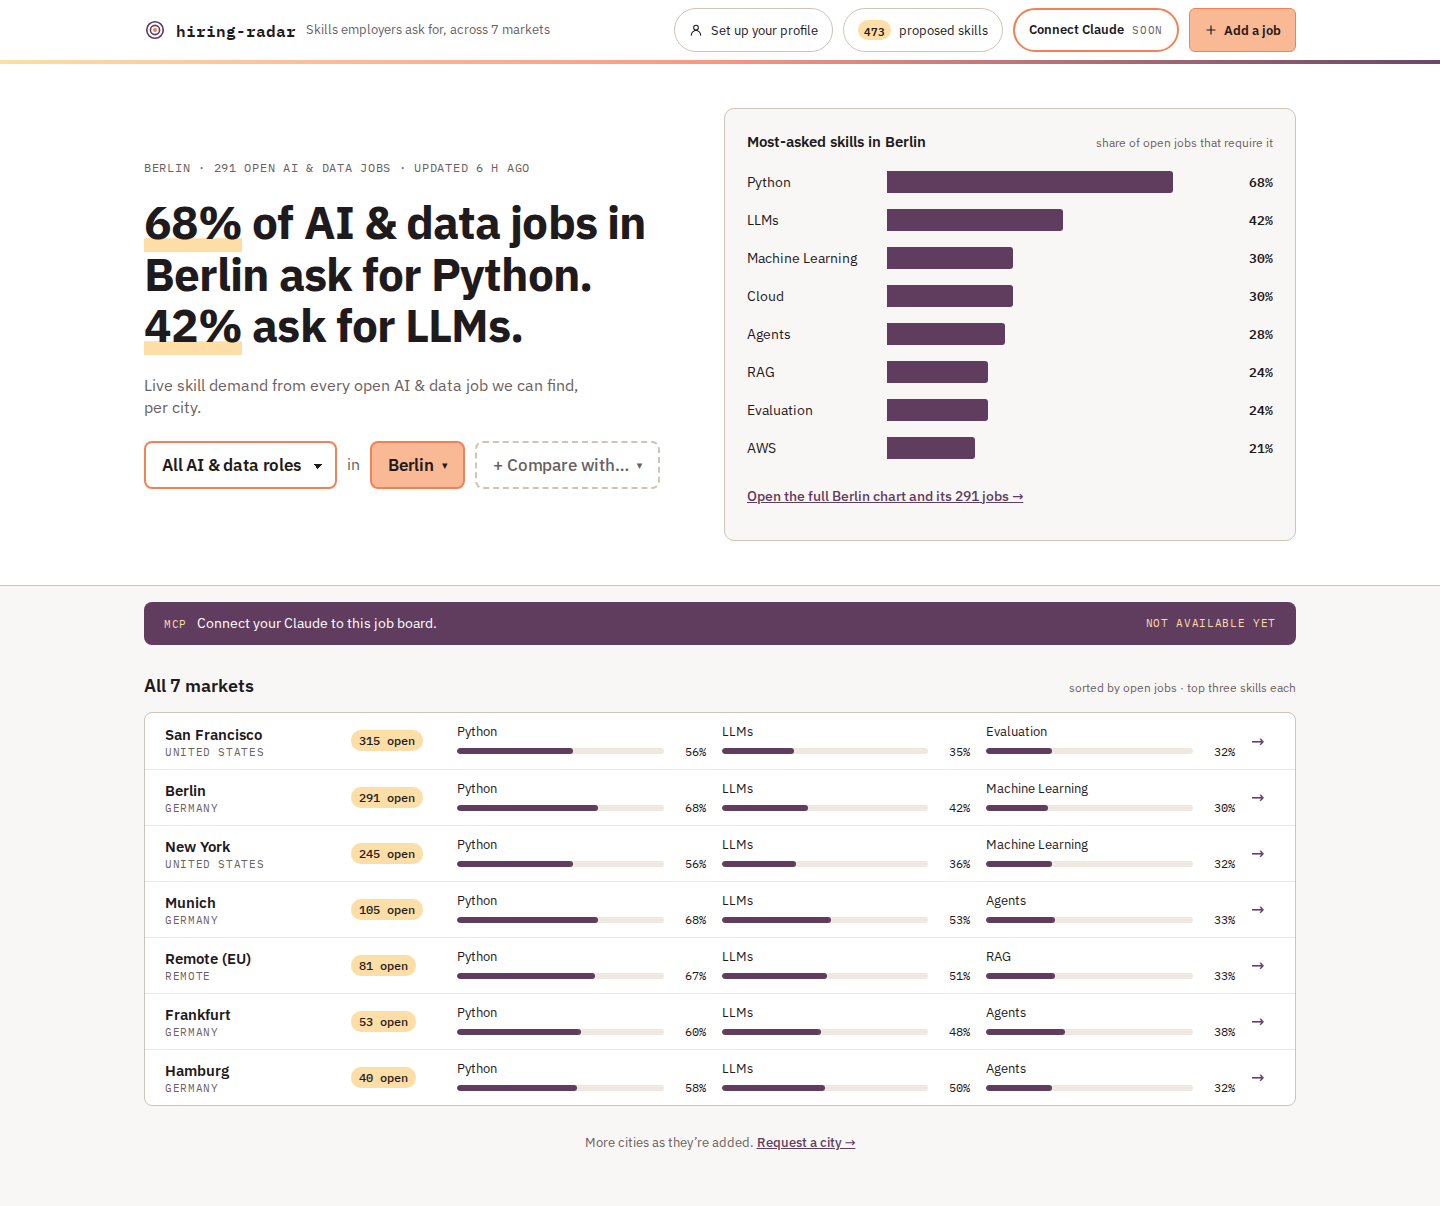 hiring-radar Skills employers ask for, across 7 markets
Set up your profile
473 proposed skills
Connect Claude SOON
+ Add a job
BERLIN · 291 OPEN AI & DATA JOBS · UPDATED 6 H AGO
68% of AI & data jobs in
Berlin ask for Python.
42% ask for LLMs.
Live skill demand from every open AI & data job we can find,
per city.
All AI & data roles in Berlin + Compare with...
Most-asked skills in Berlin share of open jobs that require it
Python 68%
LLMs 42%
Machine Learning 30%
Cloud 30%
Agents 28%
RAG 24%
Evaluation 24%
AWS 21%
Open the full Berlin chart and its 291 jobs →
MCP Connect your Claude to this job board. NOT AVAILABLE YET
All 7 markets sorted by open jobs · top three skills each
San Francisco
UNITED STATES
315 open
Python 56%
LLMs 35%
Evaluation 32%
→
Berlin
GERMANY
291 open
Python 68%
LLMs 42%
Machine Learning 30%
→
New York
UNITED STATES
245 open
Python 56%
LLMs 36%
Machine Learning 32%
→
Munich
GERMANY
105 open
Python 68%
LLMs 53%
Agents 33%
→
Remote (EU)
REMOTE
81 open
Python 67%
LLMs 51%
RAG 33%
→
Frankfurt
GERMANY
53 open
Python 60%
LLMs 48%
Agents 38%
→
Hamburg
GERMANY
40 open
Python 58%
LLMs 50%
Agents 32%
→
More cities as they’re added. Request a city →